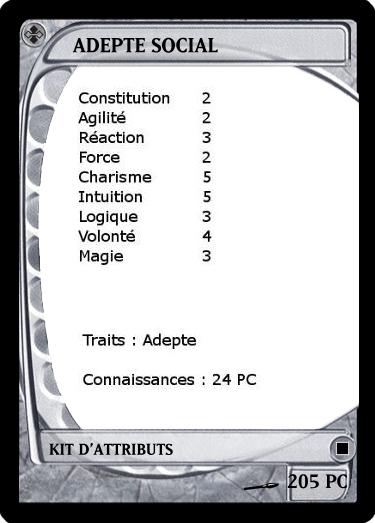 ADEPTE SOCIAL
Constitution 2
Agilité 2
Réaction 3
Force 2
Charisme 5
Intuition 5
Logique 3
Volonté 4
Magie 3
Traits : Adepte
Connaissances : 24 PC
KIT D'ATTRIBUTS
205 PC